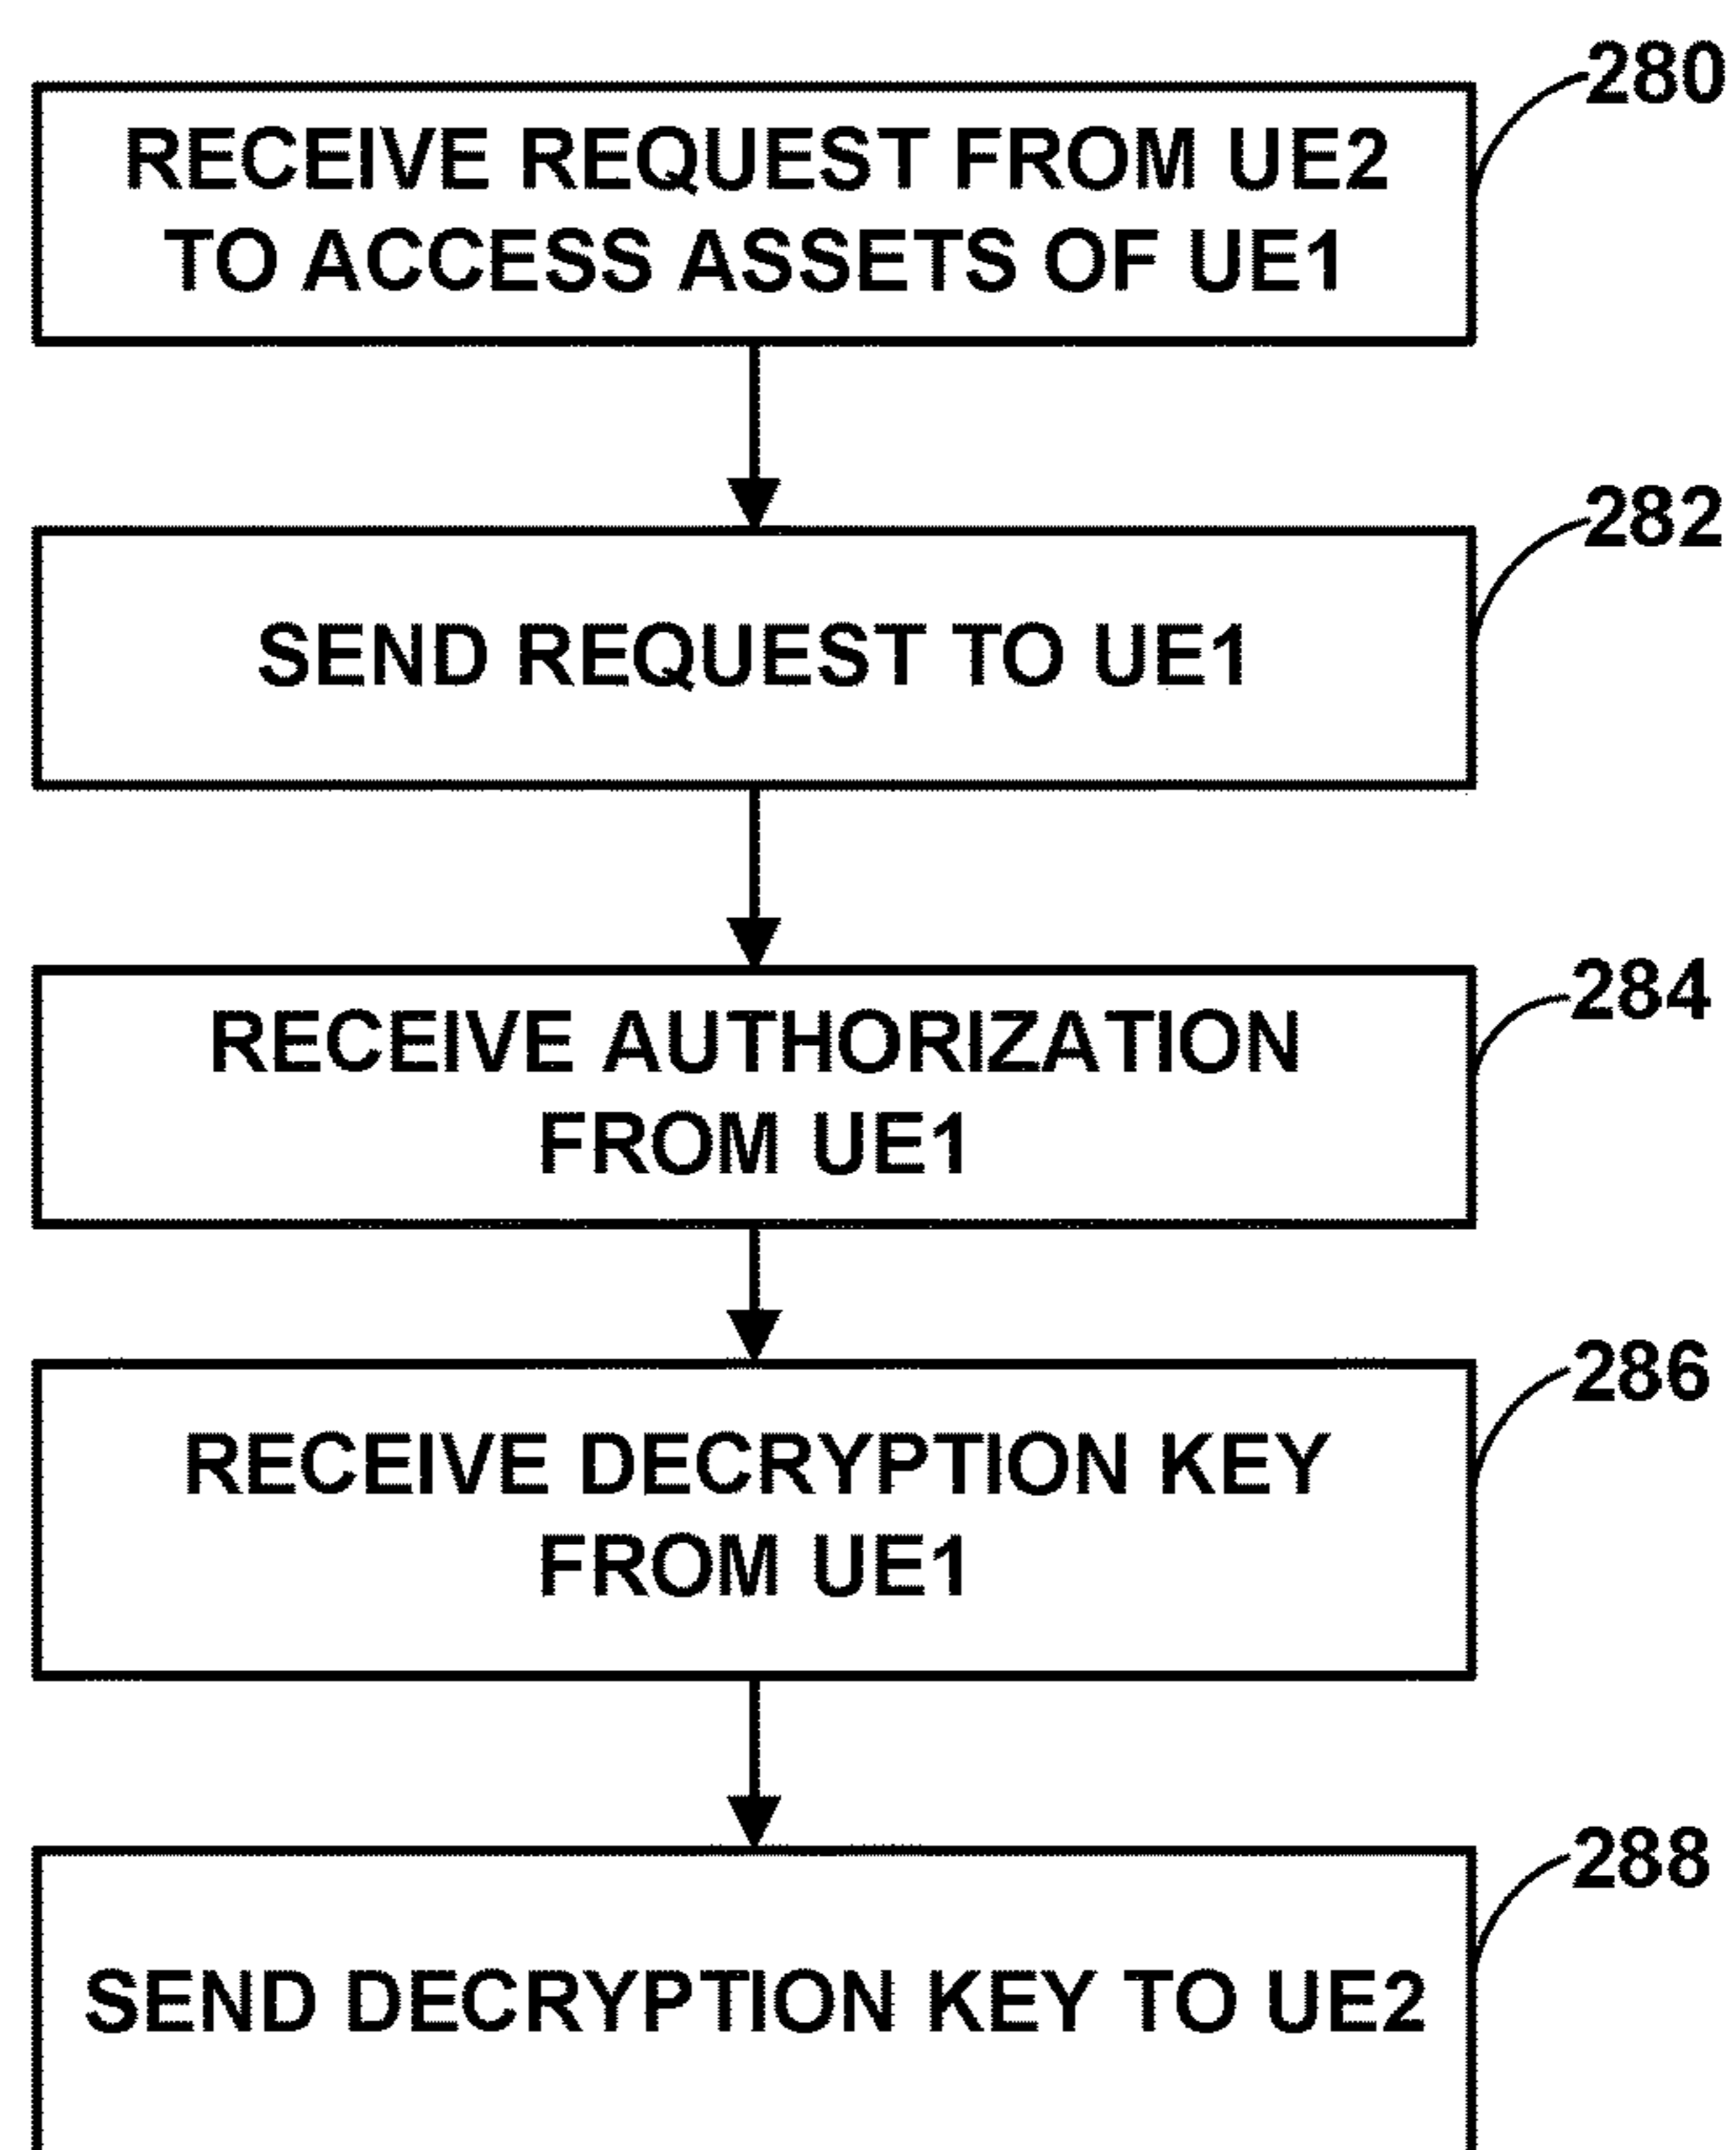 280
RECEIVE REQUEST FROM UE2
TO ACCESS ASSETS OF UE1
282
SEND REQUEST TO UE1
284
RECEIVE AUTHORIZATION
FROM UE1
286
RECEIVE DECRYPTION KEY
FROM UE1
288
SEND DECRYPTION KEY TO UE2